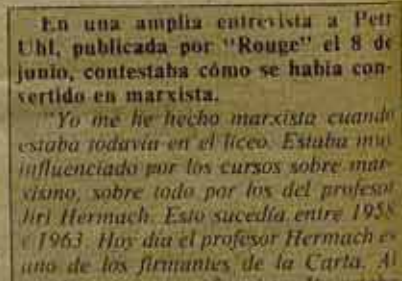 En una amplia entrevista a Petr
Uhl, publicada por "Rouge" el 8 de
junio, contestaba cómo se había con-
vertido en marxista.
"Yo me he hecho marxista cuando
estaba todavía en el liceo. Estaba muy
influenciado por los cursos sobre mar-
xismo, sobre todo por los del profesor
Jiri Hermach. Esto sucedía entre 1958
y 1963. Hoy día el profesor Hermach es
uno de los firmantes de la Carta. Al